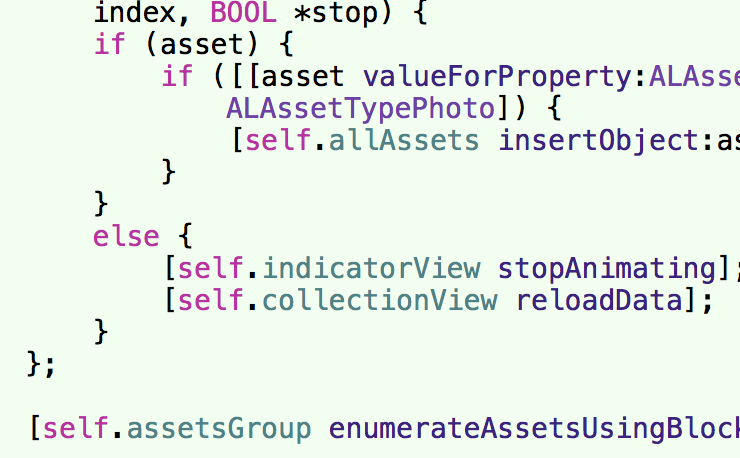 index, BOOL *stop) {
if (asset) {
if ([[asset valueForProperty:ALAsse
ALAssetTypePhoto]) {
[self.allAssets insertObject:as
}
}
else {
[self.indicatorView stopAnimating];
[self.collectionView reloadData];
}
};
[self.assetsGroup enumerateAssetsUsingBlock